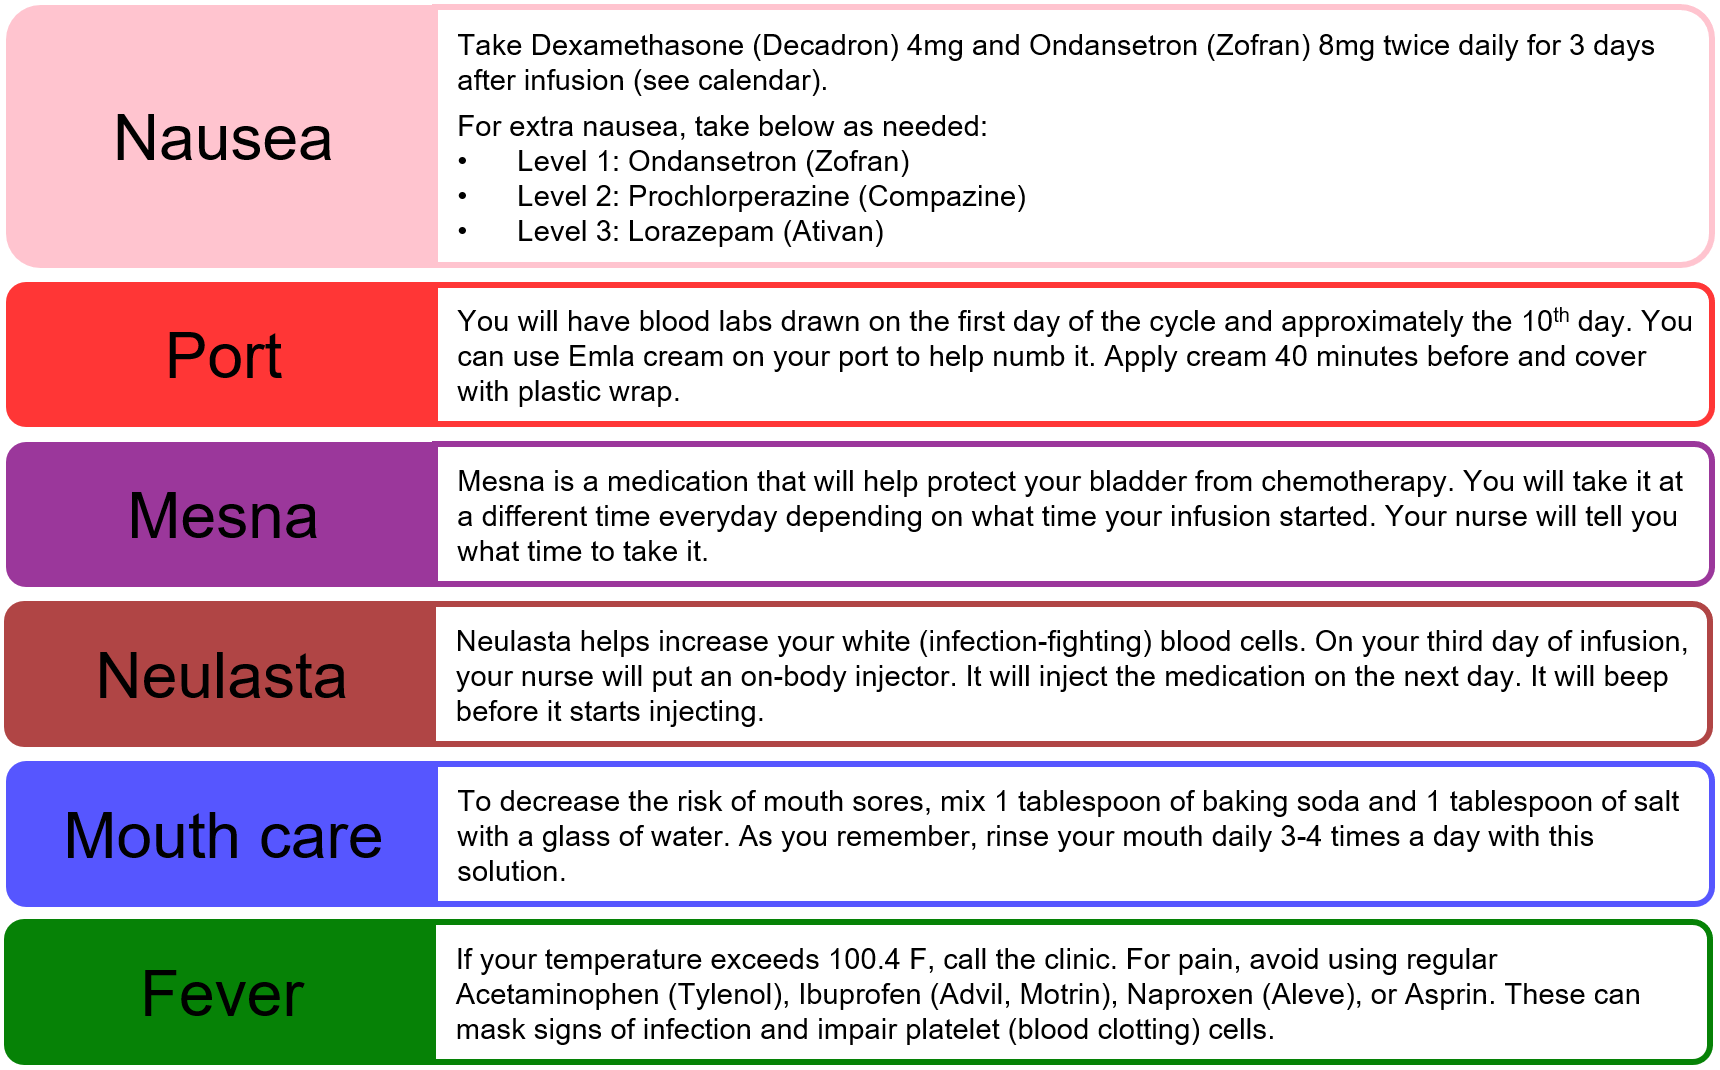 Nausea
Take Dexamethasone (Decadron) 4mg and Ondansetron (Zofran) 8mg twice daily for 3 days
after infusion (see calendar).
For extra nausea, take below as needed:
• Level 1: Ondansetron (Zofran)
• Level 2: Prochlorperazine (Compazine)
• Level 3: Lorazepam (Ativan)
Port
You will have blood labs drawn on the first day of the cycle and approximately the 10th day. You
can use Emla cream on your port to help numb it. Apply cream 40 minutes before and cover
with plastic wrap.
Mesna
Mesna is a medication that will help protect your bladder from chemotherapy. You will take it at
a different time everyday depending on what time your infusion started. Your nurse will tell you
what time to take it.
Neulasta
Neulasta helps increase your white (infection-fighting) blood cells. On your third day of infusion,
your nurse will put an on-body injector. It will inject the medication on the next day. It will beep
before it starts injecting.
Mouth care
To decrease the risk of mouth sores, mix 1 tablespoon of baking soda and 1 tablespoon of salt
with a glass of water. As you remember, rinse your mouth daily 3-4 times a day with this
solution.
Fever
If your temperature exceeds 100.4 F, call the clinic. For pain, avoid using regular
Acetaminophen (Tylenol), Ibuprofen (Advil, Motrin), Naproxen (Aleve), or Asprin. These can
mask signs of infection and impair platelet (blood clotting) cells.